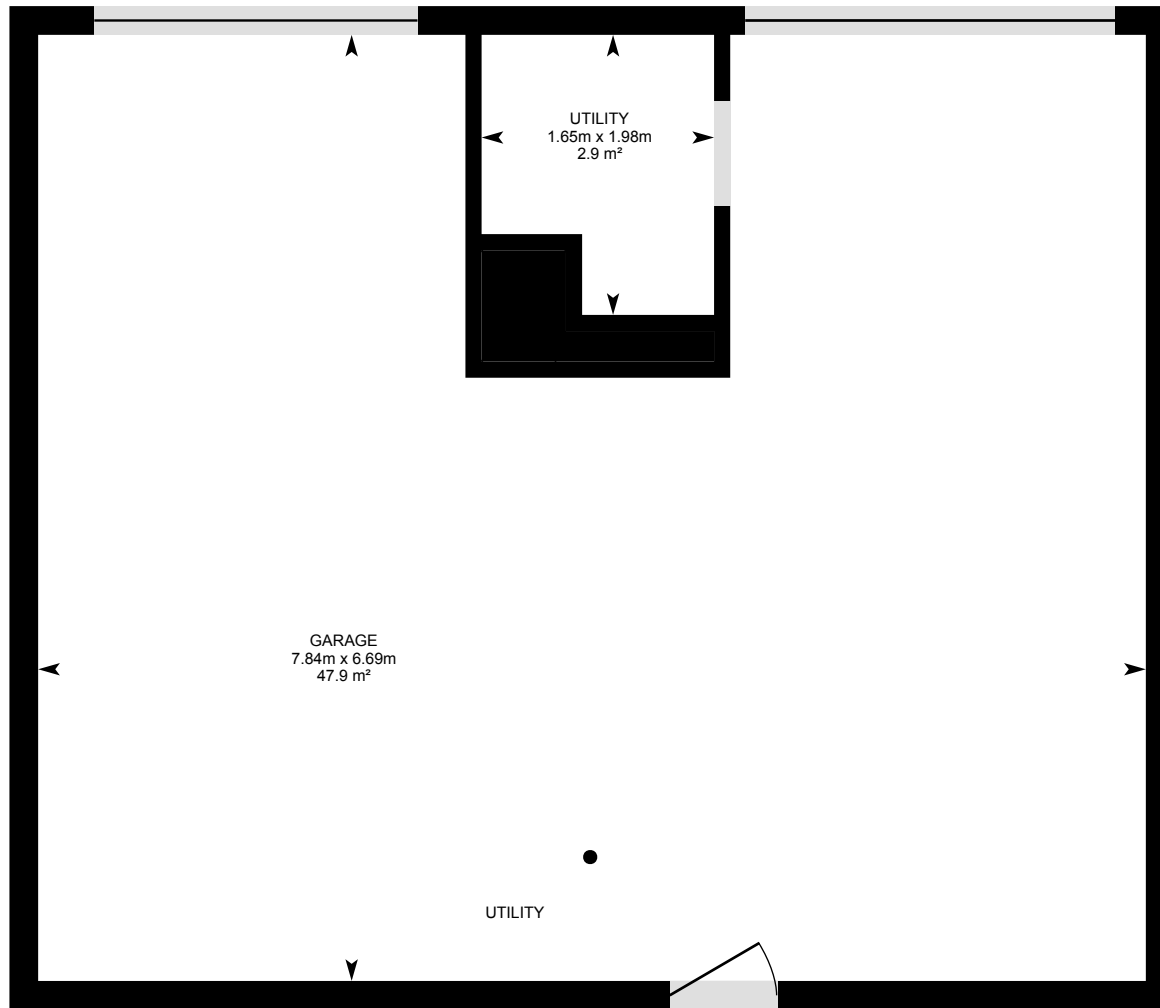 UTILITY
1.65m x 1.98m
2.9 m²
GARAGE
7.84m x 6.69m
47.9 m²
UTILITY